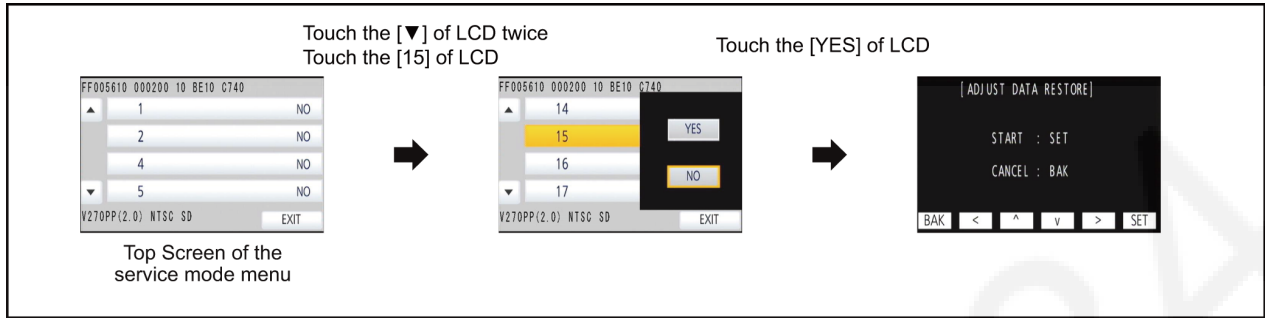 Touch the [▼] of LCD twice
Touch the [15] of LCD
Touch the [YES] of LCD
FF005610 000200 10 BE10 C740
▲ 1 NO
2 NO
4 NO
▼ 5 NO
V270PP(2.0) NTSC SD EXIT
Top Screen of the
service mode menu
FF005610 000200 10 BE10 C740
▲ 14
15 YES
16
NO
▼ 17
V270PP(2.0) NTSC SD EXIT
[ADJUST DATA RESTORE]
START : SET
CANCEL : BAK
BAK < ^ v > SET